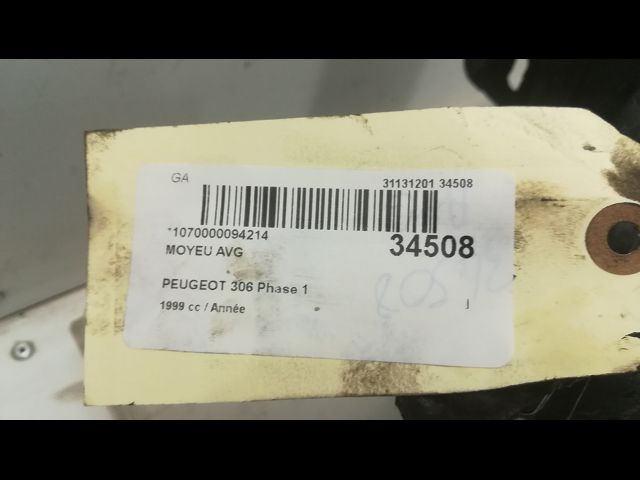 GA
31131201 34508
*1070000094214
34508
MOYEU AVG
PEUGEOT 306 Phase 1
1999 cc / Année